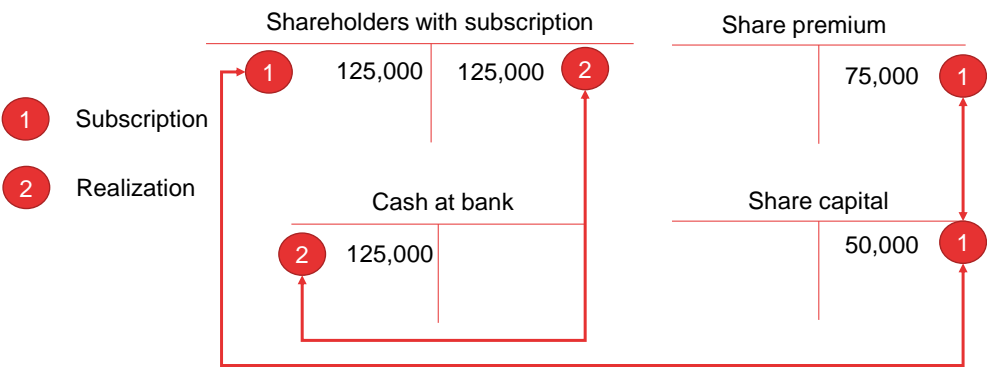 Shareholders with subscription
Share premium
1 125,000 125,000 2
75,000 1
1 Subscription
2 Realization
Cash at bank
Share capital
2 125,000
50,000 1